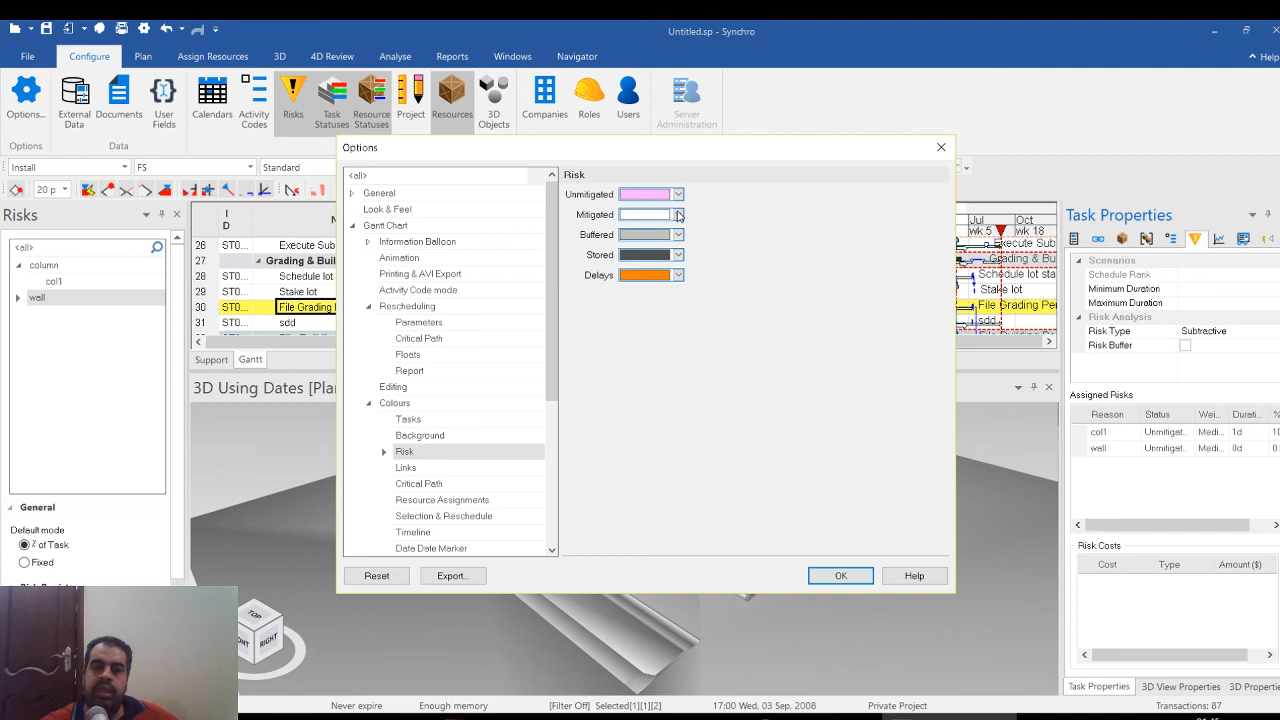 Untitled.sp - Synchro
File Configure Plan Assign Resources 3D 4D Review Analyse Reports Windows Navigator
Help
Options... External Data Documents User Fields Calendars Activity Codes Risks Task Statuses Resource Statuses Project Resources 3D Objects Companies Roles Users Server Administration
Options Data
Install FS Standard
20 p
Risks
<all>
column
col1
wall
General
Default mode
% of Task
Fixed
I
D
26 ST0... Execute Sub
27 Grading & Buil
28 ST0... Schedule lot
29 ST0... Stake lot
30 ST0... File Grading
31 ST0... sdd
Support Gantt
3D Using Dates [Plan
TOP
RIGHT
Options
<all>
General
Look & Feel
Gantt Chart
Information Balloon
Animation
Printing & AVI Export
Activity Code mode
Rescheduling
Parameters
Critical Path
Floats
Report
Editing
Colours
Tasks
Background
Risk
Links
Critical Path
Resource Assignments
Selection & Reschedule
Timeline
Data Date Marker
Risk
Unmitigated
Mitigated
Buffered
Stored
Delays
Reset Export... OK Help
Jul Oct
wk 5 wk 18
Execute Sub
Grading & Build
Schedule lot sta
Stake lot
File Grading Per
sdd
Task Properties
Scenarios
Schedule Rank
Minimum Duration
Maximum Duration
Risk Analysis
Risk Type Subtractive
Risk Buffer
Assigned Risks
Reason Status Wei... Durati... %
col1 Unmitigat... Medi... 1d 10
wall Unmitigat... Medi... 0d 0.
Risk Costs
Cost Type Amount ($)
Task Properties 3D View Properties 3D Properti
Never expire Enough memory [Filter Off] Selected[1][1][2] 17:00 Wed, 03 Sep. 2008 Private Project Transactions: 87